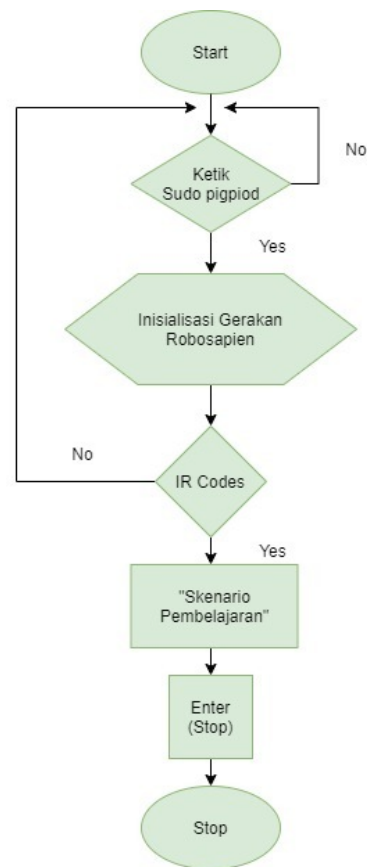 Start
No
Ketik
Sudo pigpiod
Yes
Inisialisasi Gerakan
Robosapien
No
IR Codes
Yes
"Skenario
Pembelajaran"
Enter
(Stop)
Stop